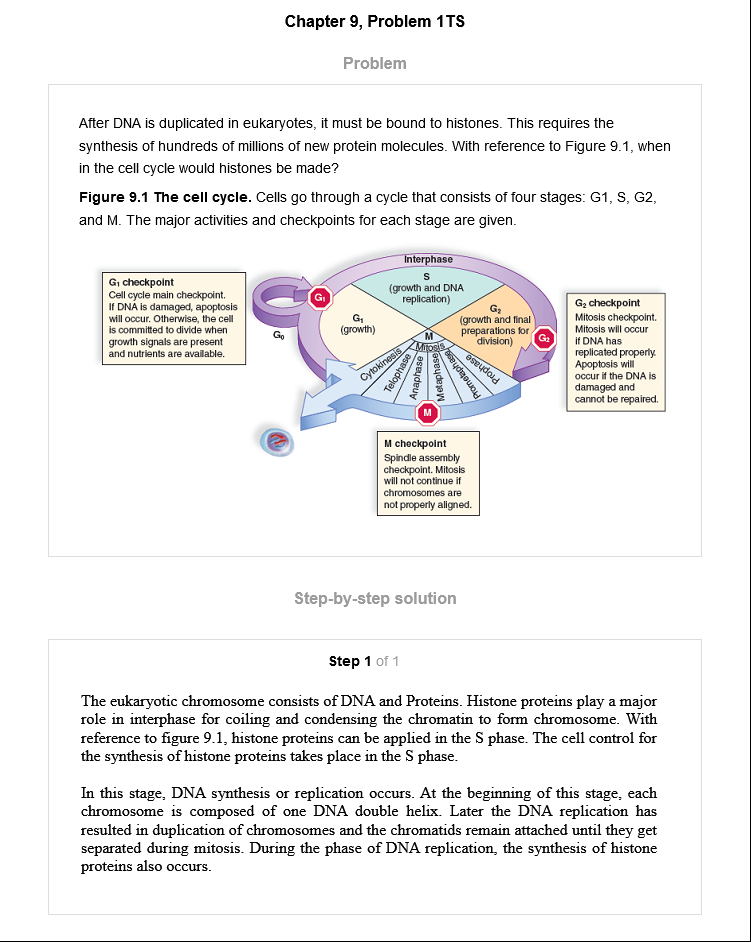 Chapter 9, Problem 1TS
Problem
After DNA is duplicated in eukaryotes, it must be bound to histones. This requires the
synthesis of hundreds of millions of new protein molecules. With reference to Figure 9.1, when
in the cell cycle would histones be made?
Figure 9.1 The cell cycle. Cells go through a cycle that consists of four stages: G1, S, G2,
and M. The major activities and checkpoints for each stage are given.
Interphase
S
(growth and DNA
replication)
G₁ checkpoint
Cell cycle main checkpoint.
If DNA is damaged, apoptosis
will occur. Otherwise, the cell
is committed to divide when
growth signals are present
and nutrients are available.
G₁
G₀
G₁
(growth)
G₂
(growth and final
preparations for
division)
G₂
G₂ checkpoint
Mitosis checkpoint.
Mitosis will occur
if DNA has
replicated properly.
Apoptosis will
occur if the DNA is
damaged and
cannot be repaired.
M
Mitosis
Cytokinesis
Telophase
Anaphase
Metaphase
Prometaphase
Prophase
M
M checkpoint
Spindle assembly
checkpoint. Mitosis
will not continue if
chromosomes are
not properly aligned.
Step-by-step solution
Step 1 of 1
The eukaryotic chromosome consists of DNA and Proteins. Histone proteins play a major
role in interphase for coiling and condensing the chromatin to form chromosome. With
reference to figure 9.1, histone proteins can be applied in the S phase. The cell control for
the synthesis of histone proteins takes place in the S phase.
In this stage, DNA synthesis or replication occurs. At the beginning of this stage, each
chromosome is composed of one DNA double helix. Later the DNA replication has
resulted in duplication of chromosomes and the chromatids remain attached until they get
separated during mitosis. During the phase of DNA replication, the synthesis of histone
proteins also occurs.